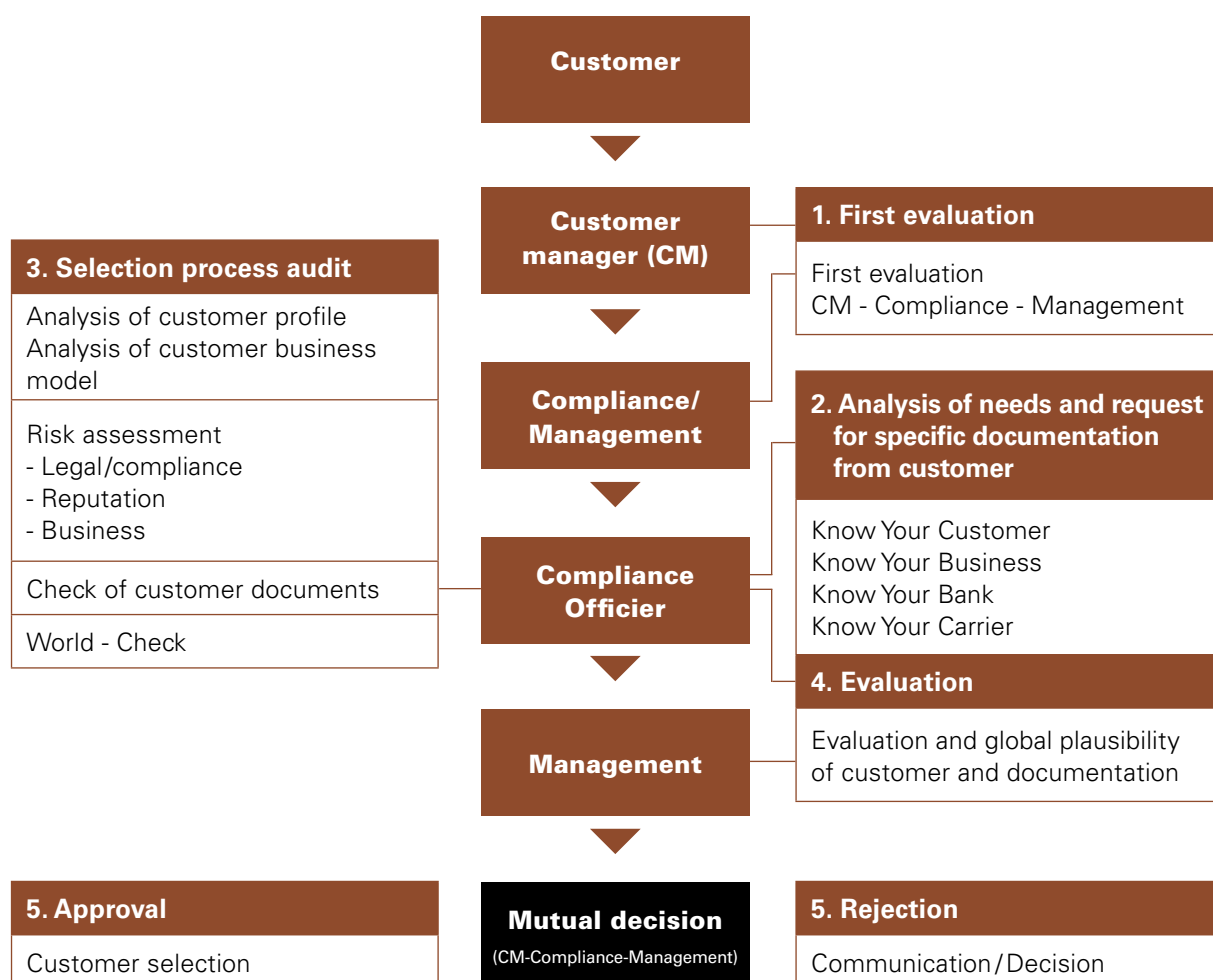 Customer
Customer
manager (CM)
1. First evaluation
First evaluation
CM - Compliance - Management
3. Selection process audit
Analysis of customer profile
Analysis of customer business
model
Risk assessment
- Legal/compliance
- Reputation
- Business
Check of customer documents
World - Check
Compliance/
Management
2. Analysis of needs and request
for specific documentation
from customer
Know Your Customer
Know Your Business
Know Your Bank
Know Your Carrier
Compliance
Officier
4. Evaluation
Evaluation and global plausibility
of customer and documentation
Management
5. Approval
Customer selection
Mutual decision
(CM-Compliance-Management)
5. Rejection
Communication/Decision